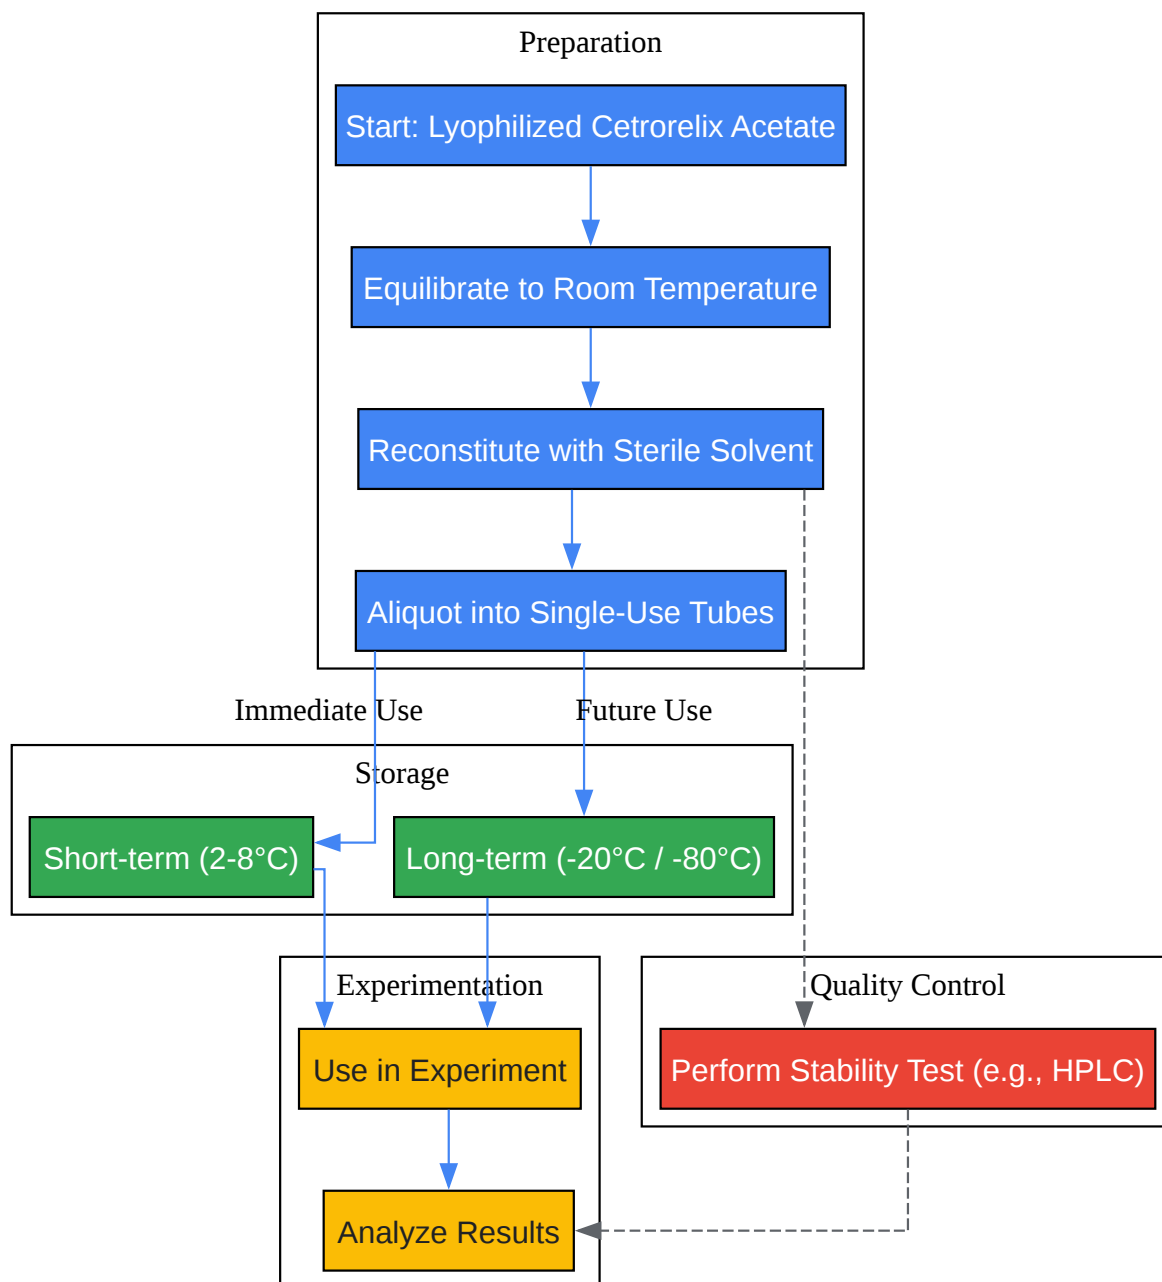 Preparation
Start: Lyophilized Cetrorelix Acetate
Equilibrate to Room Temperature
Reconstitute with Sterile Solvent
Aliquot into Single-Use Tubes
Immediate Use
Future Use
Storage
Short-term (2-8°C)
Long-term (-20°C / -80°C)
Experimentation
Quality Control
Use in Experiment
Perform Stability Test (e.g., HPLC)
Analyze Results